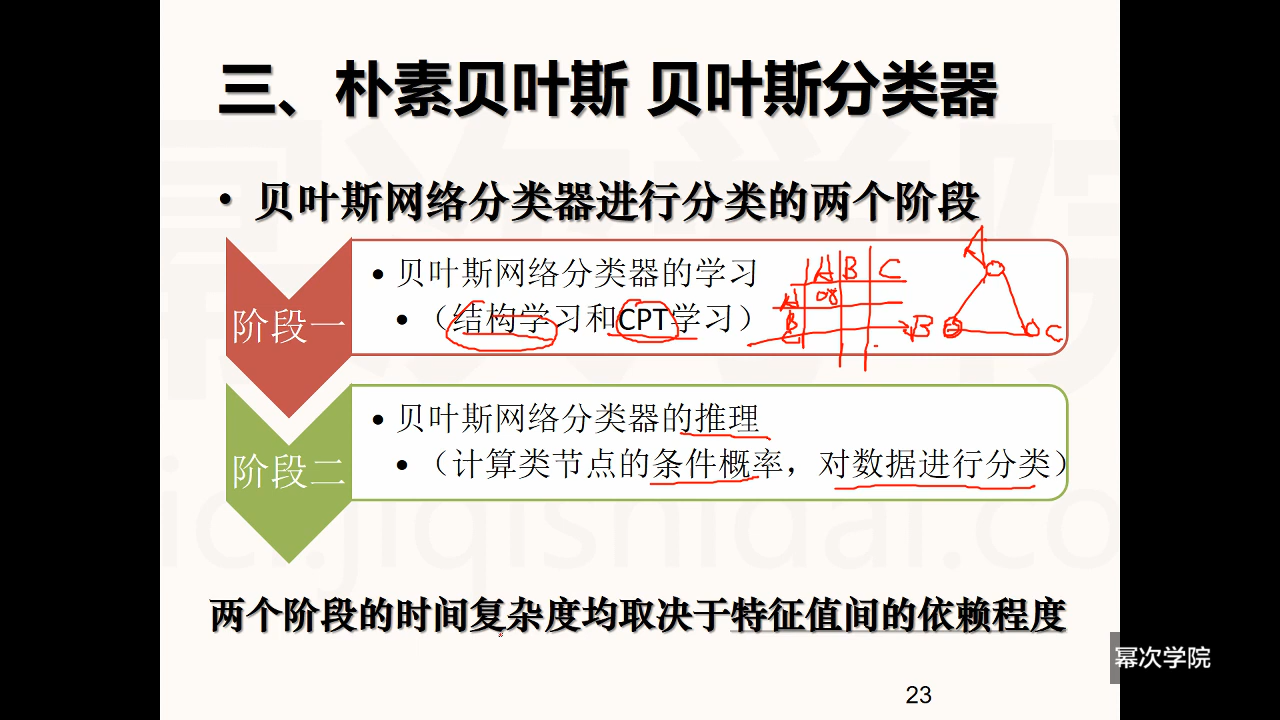 三、朴素贝叶斯 贝叶斯分类器
• 贝叶斯网络分类器进行分类的两个阶段
阶段一
• 贝叶斯网络分类器的学习
• （结构学习和CPT学习）
A B C
A 08
B
C
A
B C
阶段二
• 贝叶斯网络分类器的推理
• （计算类节点的条件概率，对数据进行分类）
两个阶段的时间复杂度均取决于特征值间的依赖程度
幂次学院
23